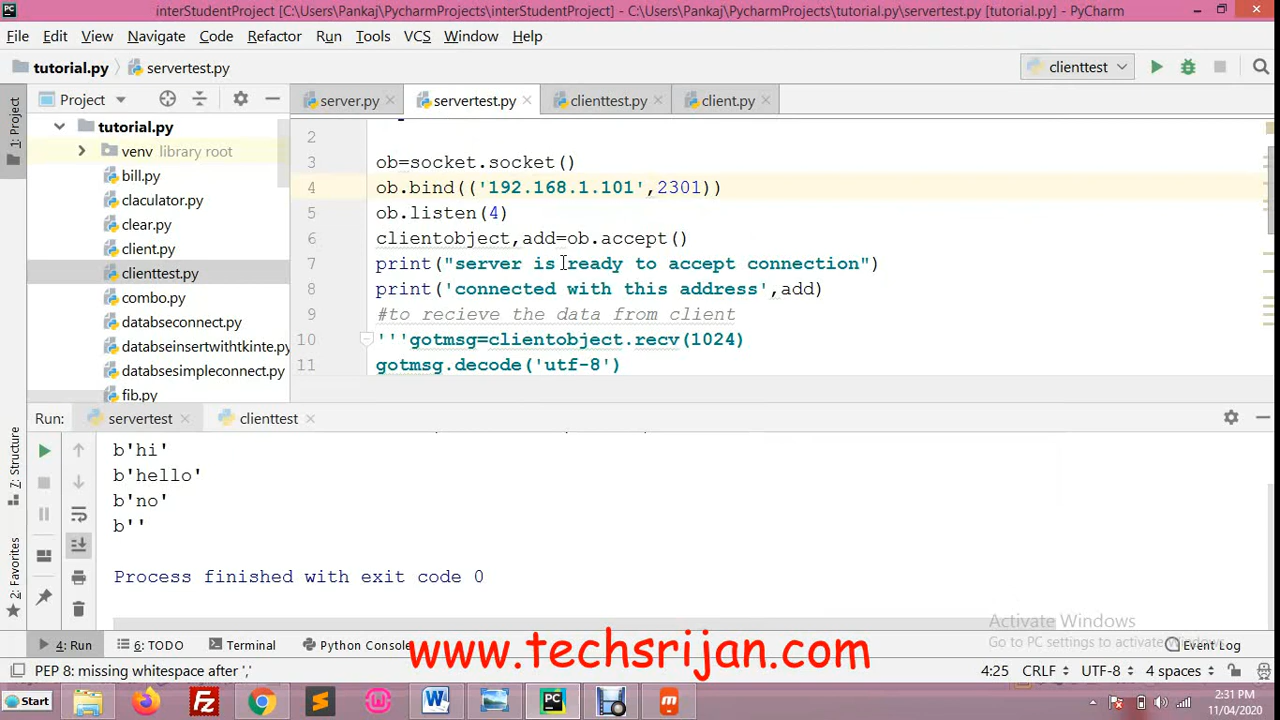 interStudentProject [C:\Users\Pankaj\PycharmProjects\interStudentProject] - C:\Users\Pankaj\PycharmProjects\tutorial.py\servertest.py [tutorial.py] - PyCharm
File Edit View Navigate Code Refactor Run Tools VCS Window Help
tutorial.py servertest.py clienttest
1: Project
Project server.py servertest.py clienttest.py client.py
tutorial.py
venv library root
bill.py
claculator.py
clear.py
client.py
clienttest.py
combo.py
databseconnect.py
databseinsertwithtkinte
databsesimpleconnect.py
fib.py
2
3 ob=socket.socket()
4 ob.bind(('192.168.1.101',2301))
5 ob.listen(4)
6 clientobject,add=ob.accept()
7 print("server is ready to accept connection")
8 print('connected with this address',add)
9 #to recieve the data from client
10 '''gotmsg=clientobject.recv(1024)
11 gotmsg.decode('utf-8')
Run: servertest clienttest
b'hi'
b'hello'
b'no'
b''
Process finished with exit code 0
7: Structure
2: Favorites
Activate Windows
Go to PC settings to activate Windows.
4: Run 6: TODO Terminal Python Console Event Log
www.techsrijan.com
PEP 8: missing whitespace after ',' 4:25 CRLF UTF-8 4 spaces
Start W PC m 2:31 PM
11/04/2020